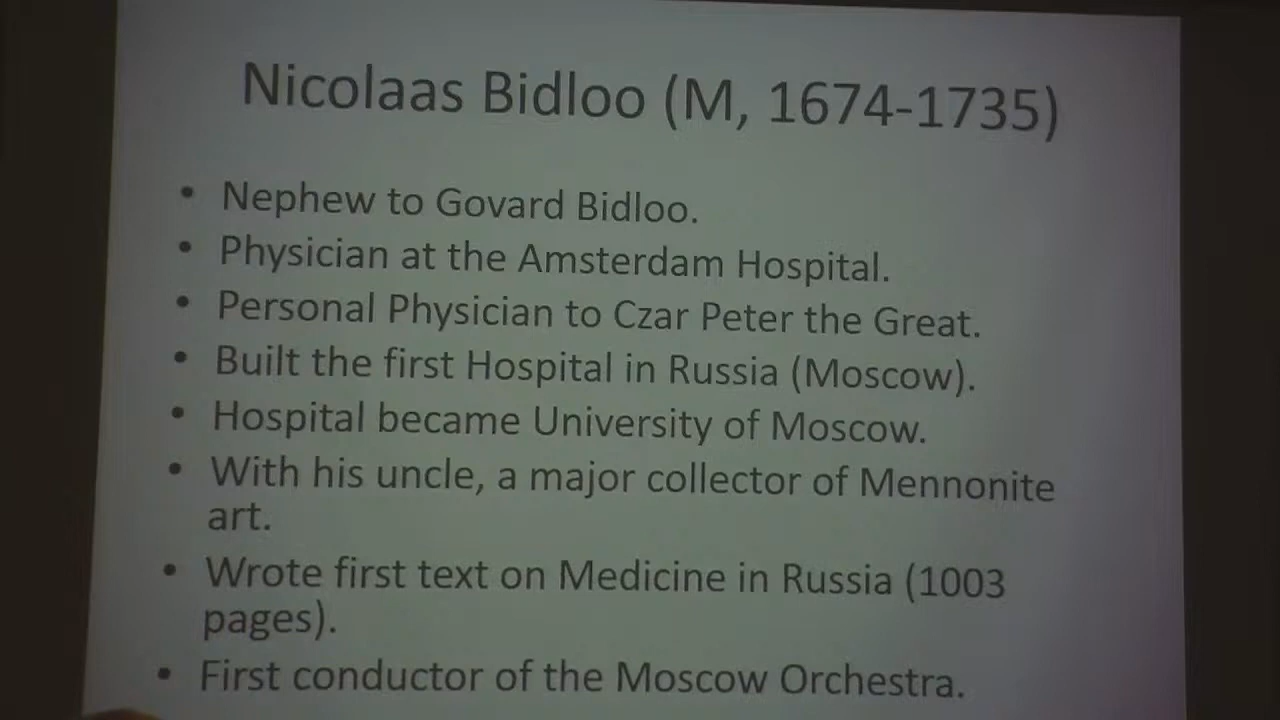 Nicolaas Bidloo (M, 1674-1735)
• Nephew to Govard Bidloo.
• Physician at the Amsterdam Hospital.
• Personal Physician to Czar Peter the Great.
• Built the first Hospital in Russia (Moscow).
• Hospital became University of Moscow.
• With his uncle, a major collector of Mennonite
art.
• Wrote first text on Medicine in Russia (1003
pages).
• First conductor of the Moscow Orchestra.